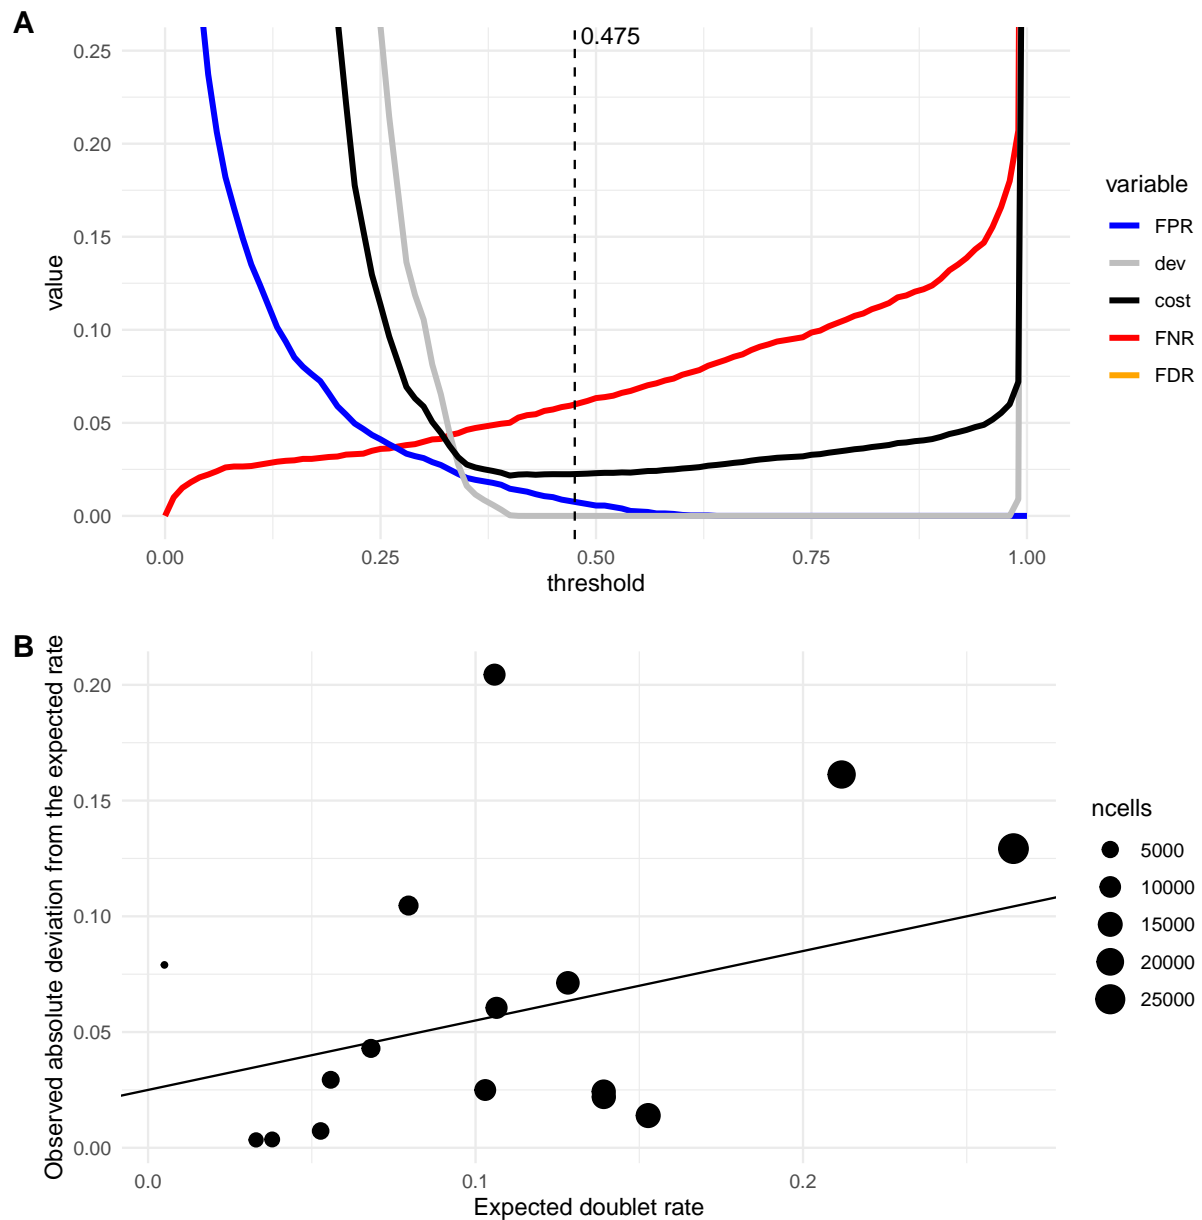 A
0.475
0.25
0.20
0.15
0.10
0.05
0.00
value
0.00 0.25 0.50 0.75 1.00
threshold
variable
FPR
dev
cost
FNR
FDR
B
0.20
0.15
0.10
0.05
0.00
Observed absolute deviation from the expected rate
0.0 0.1 0.2
Expected doublet rate
ncells
5000
10000
15000
20000
25000